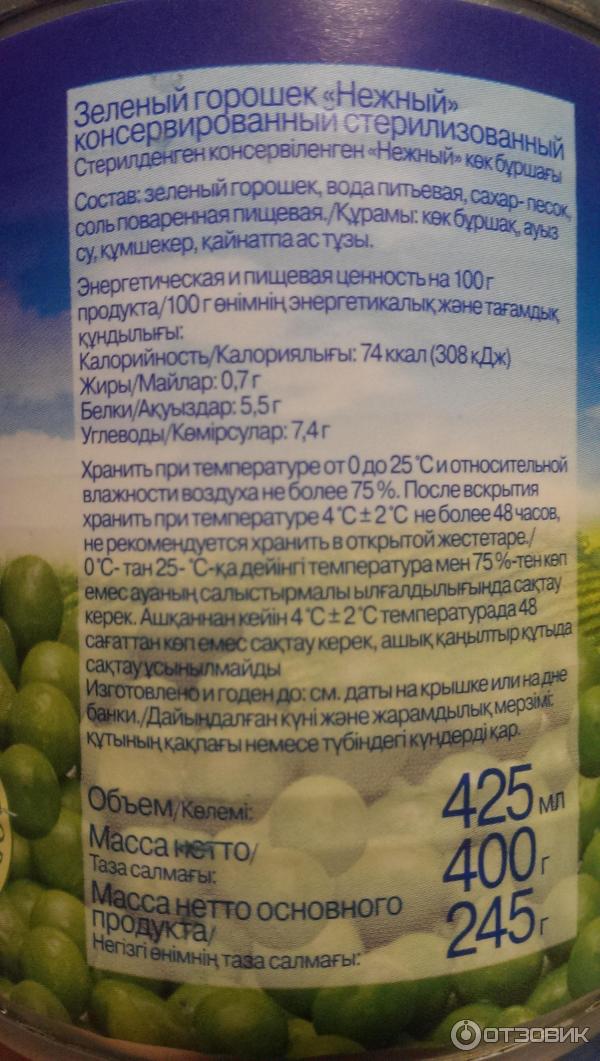 Зеленый горошек «Нежный»
консервированный стерилизованный
Стерилденген консервіленген «Нежный» көк бұршағы
Состав: зеленый горошек, вода питьевая, сахар-песок,
соль поваренная пищевая./Құрамы: көк бұршақ, ауыз
су, құмшекер, қайнатпа ас тұзы.
Энергетическая и пищевая ценность на 100 г
продукта/100 г өнімнің энергетикалық және тағамдық
құндылығы:
Калорийность/Калориялығы: 74 ккал (308 кДж)
Жиры/Майлар: 0,7 г
Белки/Ақуыздар: 5,5 г
Углеводы/Көмірсулар: 7,4 г
Хранить при температуре от 0 до 25 °С и относительной
влажности воздуха не более 75%. После вскрытия
хранить при температуре 4 °С ± 2 °С не более 48 часов,
не рекомендуется хранить в открытой жестетаре./
0 °С- тан 25- °С-қа дейінгі температура мен 75 %-тен көп
емес ауаның салыстырмалы ылғалдылығында сақтау
керек. Ашқаннан кейін 4 °С ± 2 °С температурада 48
сағаттан көп емес сақтау керек, ашық қаңылтыр құтыда
сақтау ұсынылмайды
Изготовлено и годен до: см. даты на крышке или на дне
банки./Дайындалған күні және жарамдылық мерзімі:
құтының қақпағы немесе түбіндегі күндерді қар.
Объем/Көлемі: 425 мл
Масса нетто/ 400 г
Таза салмағы:
Масса нетто основного
продукта/ 245 г
Негізгі өнімнің таза салмағы:
ОТЗОВИК